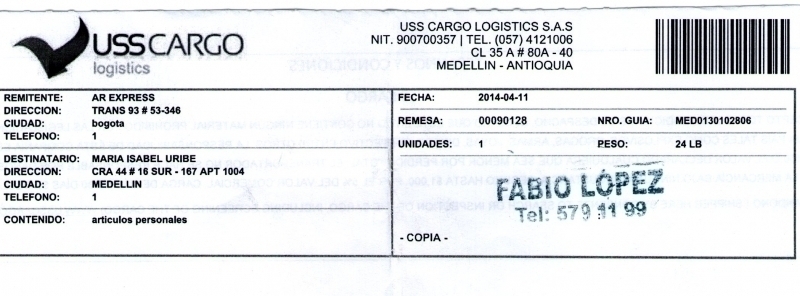 USSCARGO
logistics
USS CARGO LOGISTICS S.A.S
NIT. 900700357 | TEL. (057) 4121006
CL 35 A # 80A - 40
MEDELLIN - ANTIOQUIA
REMITENTE: AR EXPRESS
DIRECCION: TRANS 93 # 53-346
CIUDAD: bogota
TELEFONO: 1
DESTINATARIO: MARIA ISABEL URIBE
DIRECCION: CRA 44 # 16 SUR - 167 APT 1004
CIUDAD: MEDELLIN
TELEFONO: 1
CONTENIDO: articulos personales
FECHA: 2014-04-11
REMESA: 00090128 NRO. GUIA: MED0130102806
UNIDADES: 1 PESO: 24 LB
FABIO LOPEZ
Tel: 579 11 99
- COPIA -